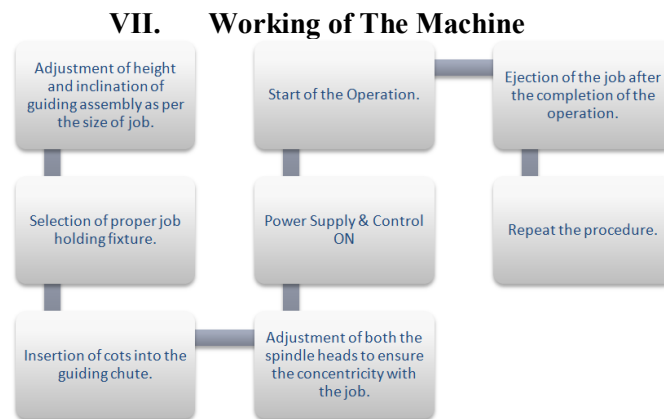 VII. Working of The Machine
Adjustment of height
and inclination of
guiding assembly as per
the size of job.
Selection of proper job
holding fixture.
Insertion of cots into the
guiding chute.
Adjustment of both the
spindle heads to ensure
the concentricity with
the job.
Power Supply & Control
ON
Start of the Operation.
Ejection of the job after
the completion of the
operation.
Repeat the procedure.